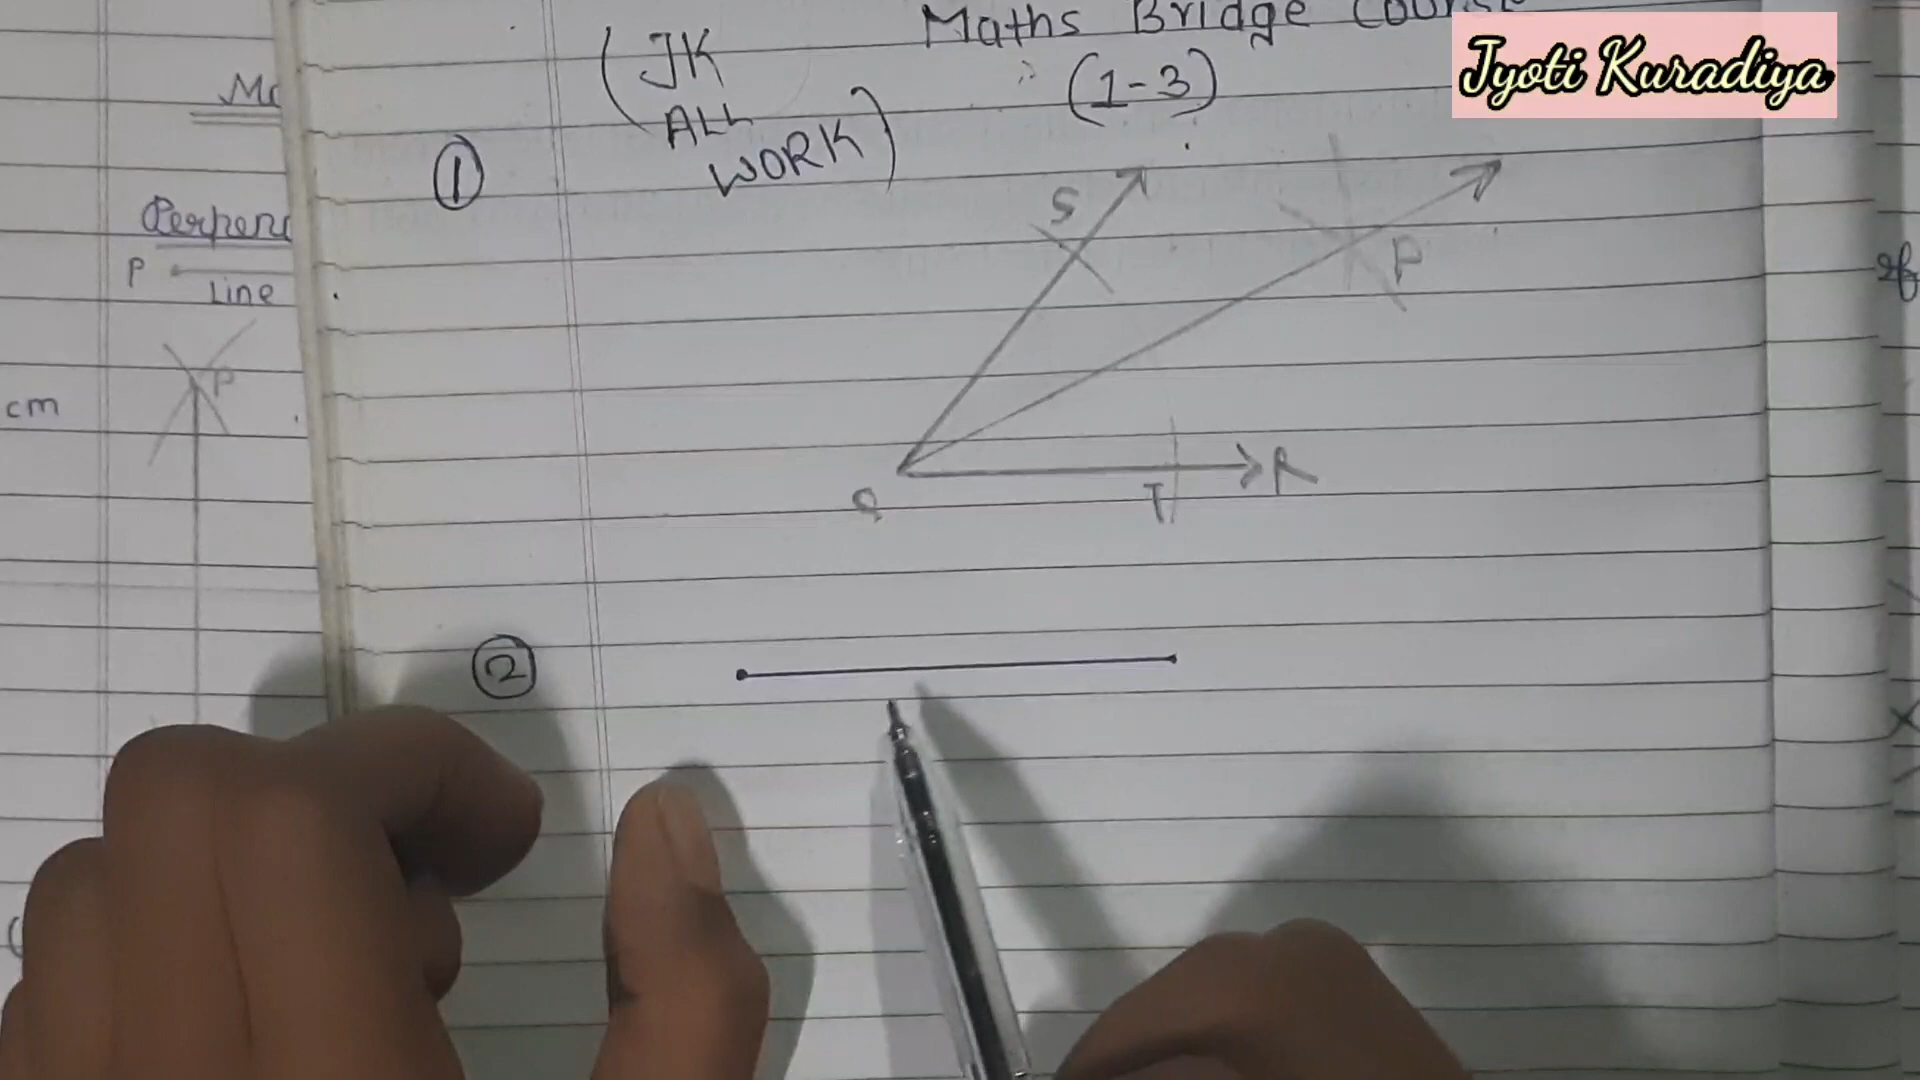 Maths Bridge Course
(1-3)
Jyoti Kuradiya
(JK
ALL
WORK)
①
S
P
Q
T
R
②
Line
P
P
cm